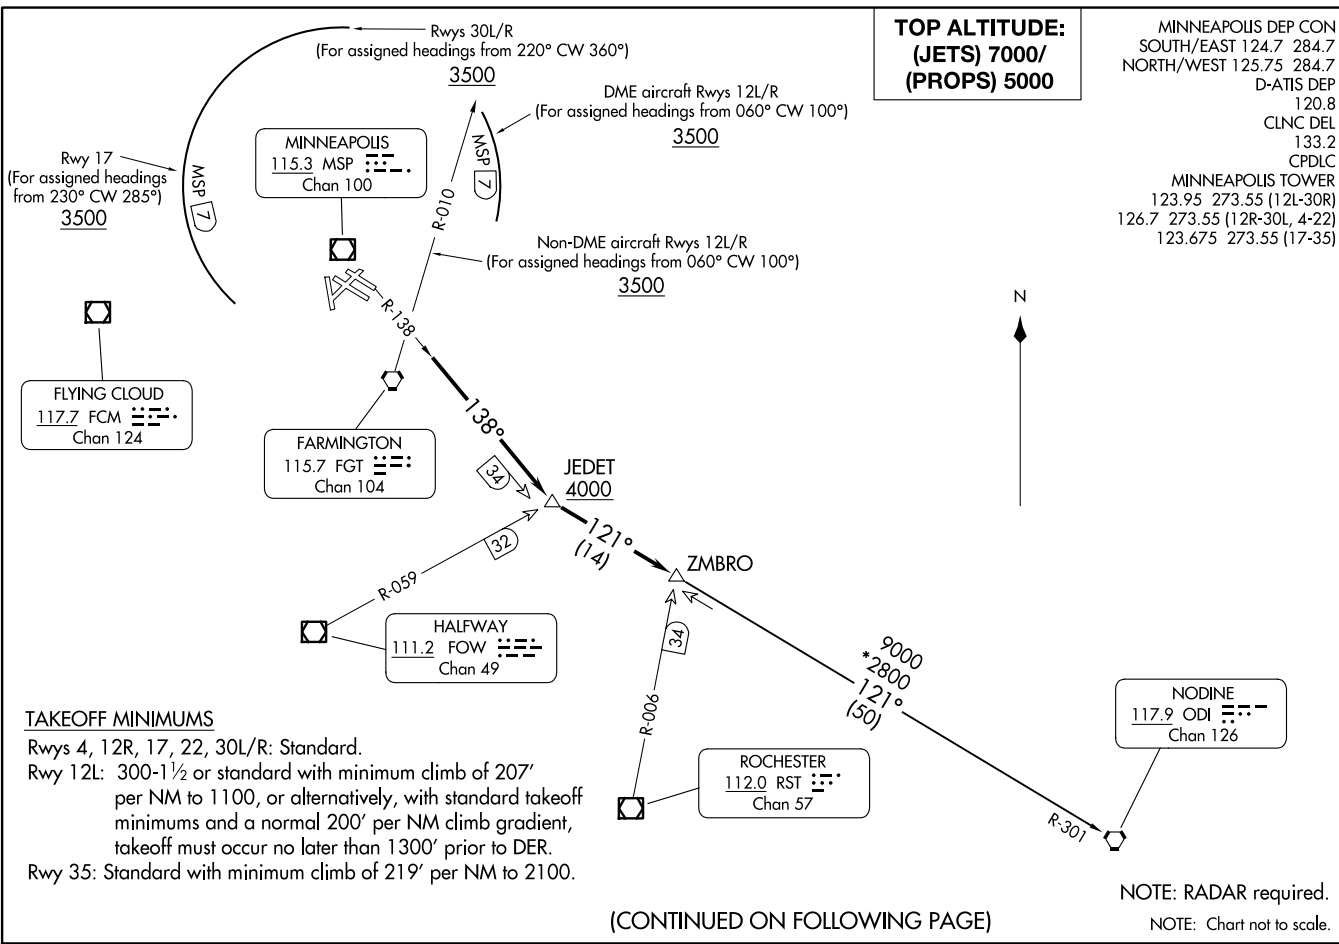 TOP ALTITUDE:
(JETS) 7000/
(PROPS) 5000
MINNEAPOLIS DEP CON
SOUTH/EAST 124.7 284.7
NORTH/WEST 125.75 284.7
D-ATIS DEP
120.8
CLNC DEL
133.2
CPDLC
MINNEAPOLIS TOWER
123.95 273.55 (12L-30R)
126.7 273.55 (12R-30L, 4-22)
123.675 273.55 (17-35)
Rwys 30L/R
(For assigned headings from 220° CW 360°)
3500
DME aircraft Rwys 12L/R
(For assigned headings from 060° CW 100°)
3500
MINNEAPOLIS
115.3 MSP
Chan 100
Rwy 17
(For assigned headings
from 230° CW 285°)
3500
MSP 7
MSP 7
R-010
Non-DME aircraft Rwys 12L/R
(For assigned headings from 060° CW 100°)
3500
N
R-138
FLYING CLOUD
117.7 FCM
Chan 124
FARMINGTON
115.7 FGT
Chan 104
138°
34
JEDET
4000
121°
(14)
ZMBRO
32
R-059
HALFWAY
111.2 FOW
Chan 49
34
R-006
9000
*2800
121°
(50)
NODINE
117.9 ODI
Chan 126
ROCHESTER
112.0 RST
Chan 57
R-301
TAKEOFF MINIMUMS
Rwys 4, 12R, 17, 22, 30L/R: Standard.
Rwy 12L: 300-1½ or standard with minimum climb of 207'
per NM to 1100, or alternatively, with standard takeoff
minimums and a normal 200' per NM climb gradient,
takeoff must occur no later than 1300' prior to DER.
Rwy 35: Standard with minimum climb of 219' per NM to 2100.
(CONTINUED ON FOLLOWING PAGE)
NOTE: RADAR required.
NOTE: Chart not to scale.